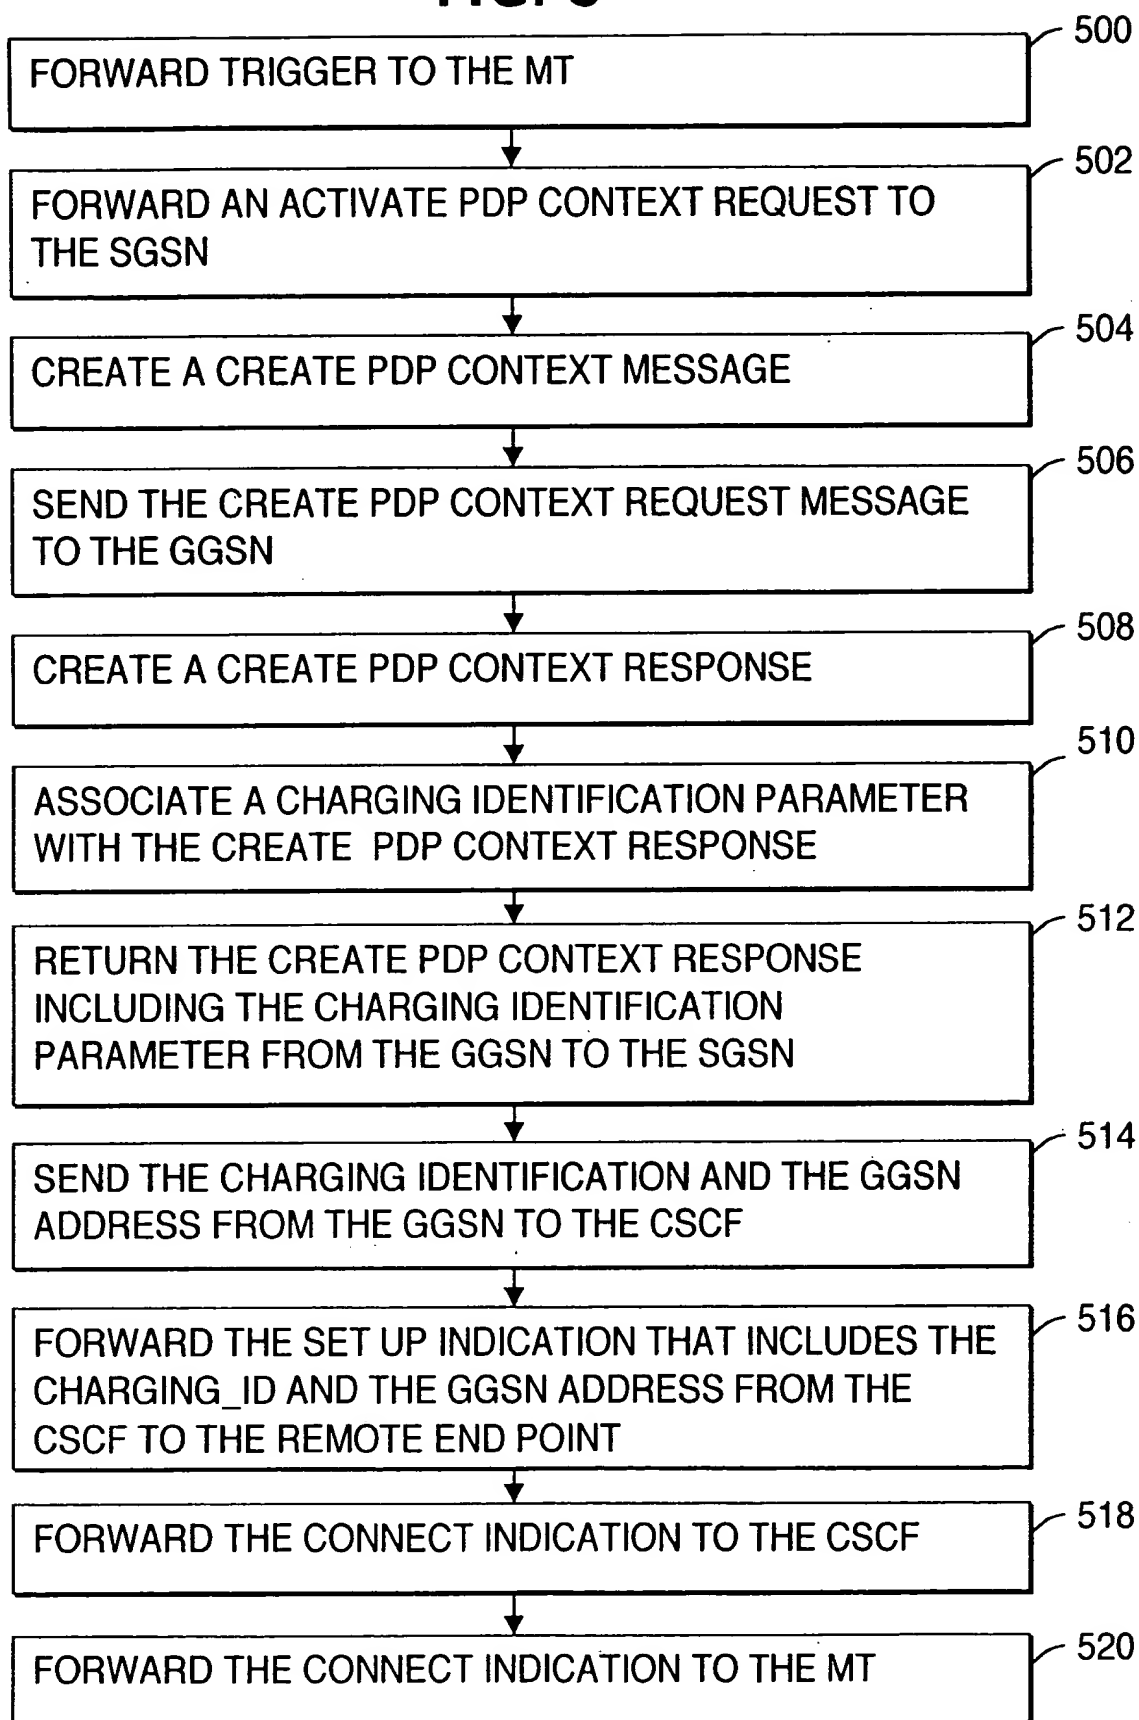 500
FORWARD TRIGGER TO THE MT
502
FORWARD AN ACTIVATE PDP CONTEXT REQUEST TO
THE SGSN
504
CREATE A CREATE PDP CONTEXT MESSAGE
506
SEND THE CREATE PDP CONTEXT REQUEST MESSAGE
TO THE GGSN
508
CREATE A CREATE PDP CONTEXT RESPONSE
510
ASSOCIATE A CHARGING IDENTIFICATION PARAMETER
WITH THE CREATE PDP CONTEXT RESPONSE
512
RETURN THE CREATE PDP CONTEXT RESPONSE
INCLUDING THE CHARGING IDENTIFICATION
PARAMETER FROM THE GGSN TO THE SGSN
514
SEND THE CHARGING IDENTIFICATION AND THE GGSN
ADDRESS FROM THE GGSN TO THE CSCF
516
FORWARD THE SET UP INDICATION THAT INCLUDES THE
CHARGING_ID AND THE GGSN ADDRESS FROM THE
CSCF TO THE REMOTE END POINT
518
FORWARD THE CONNECT INDICATION TO THE CSCF
520
FORWARD THE CONNECT INDICATION TO THE MT